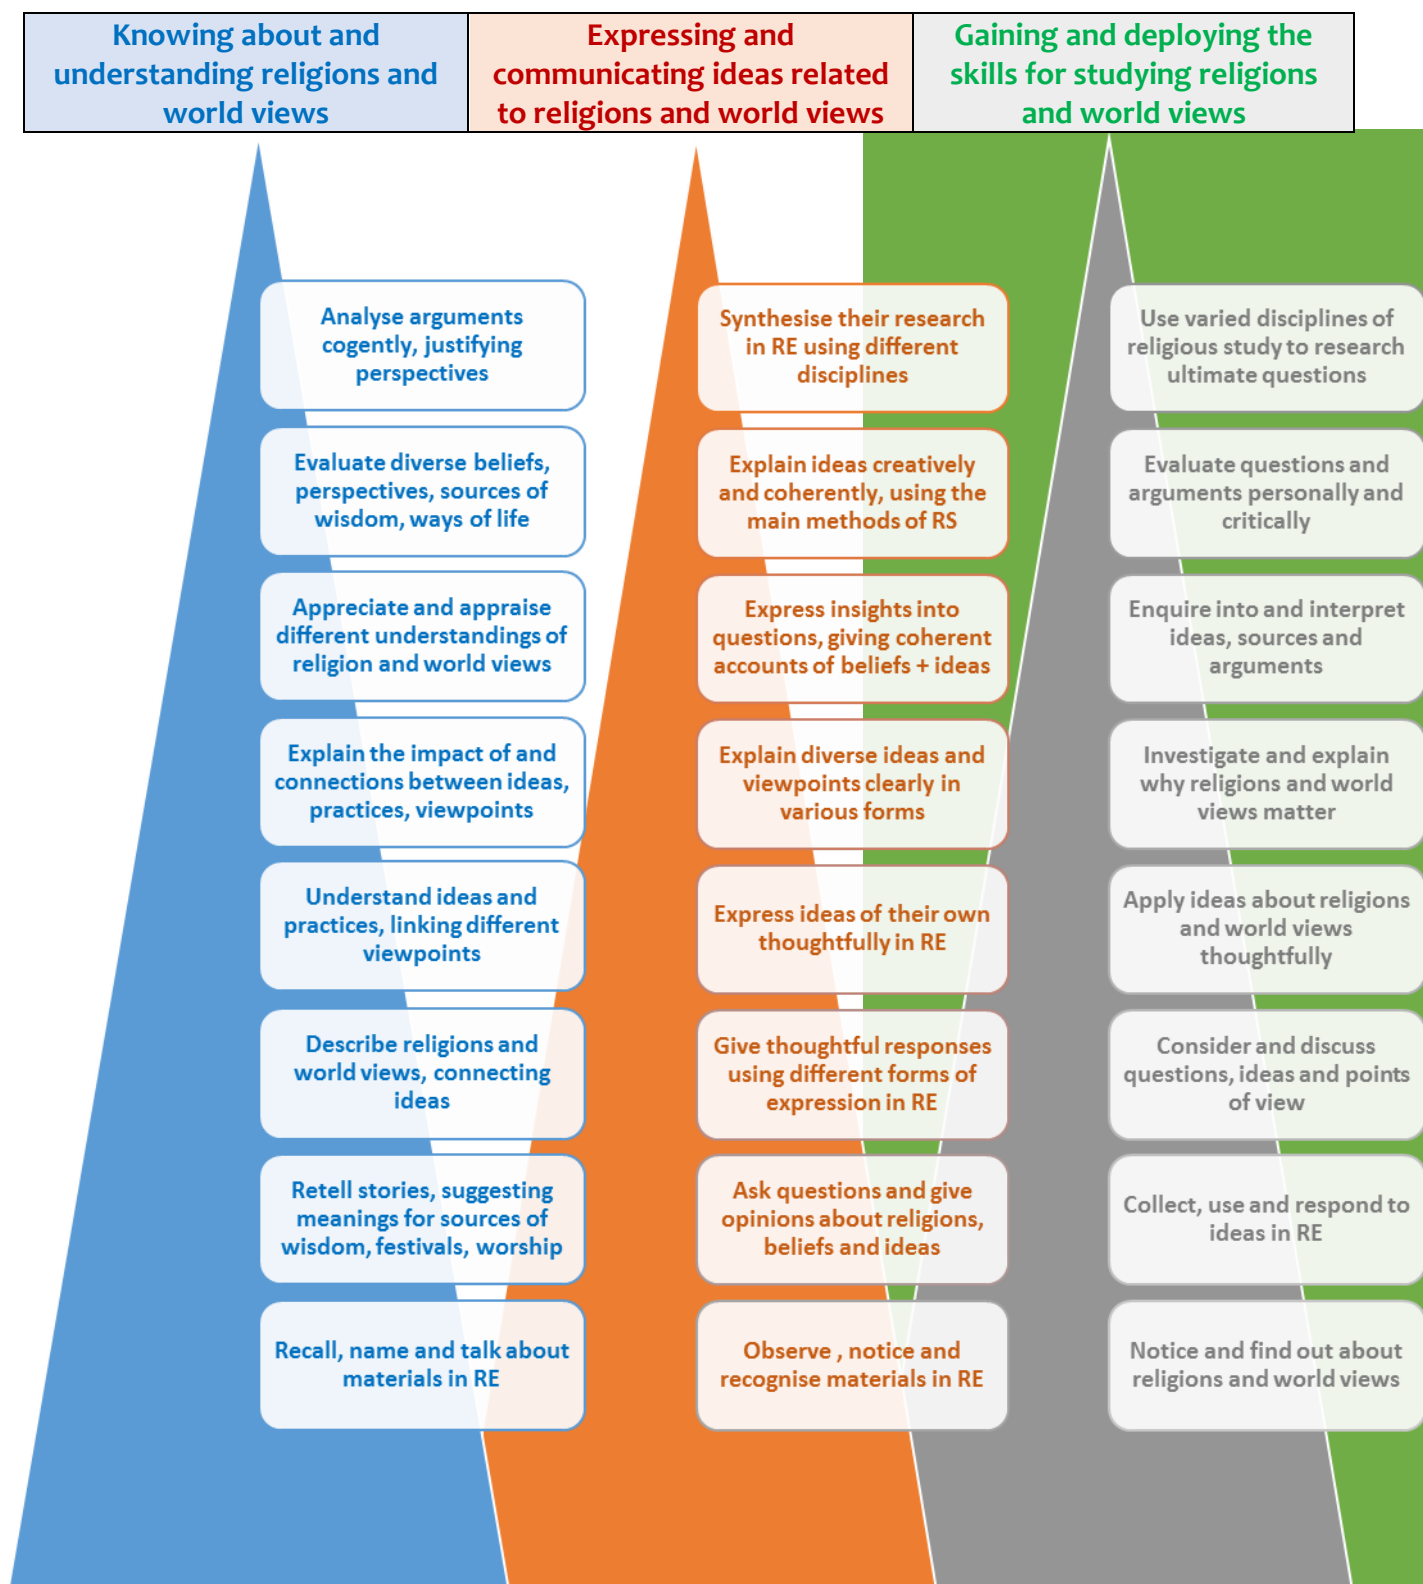 Knowing about and
understanding religions and
world views
Expressing and
communicating ideas related
to religions and world views
Gaining and deploying the
skills for studying religions
and world views
Analyse arguments
cogently, justifying
perspectives
Evaluate diverse beliefs,
perspectives, sources of
wisdom, ways of life
Appreciate and appraise
different understandings of
religion and world views
Explain the impact of and
connections between ideas,
practices, viewpoints
Understand ideas and
practices, linking different
viewpoints
Describe religions and
world views, connecting
ideas
Retell stories, suggesting
meanings for sources of
wisdom, festivals, worship
Recall, name and talk about
materials in RE
Synthesise their research
in RE using different
disciplines
Explain ideas creatively
and coherently, using the
main methods of RS
Express insights into
questions, giving coherent
accounts of beliefs + ideas
Explain diverse ideas and
viewpoints clearly in
various forms
Express ideas of their own
thoughtfully in RE
Give thoughtful responses
using different forms of
expression in RE
Ask questions and give
opinions about religions,
beliefs and ideas
Observe , notice and
recognise materials in RE
Use varied disciplines of
religious study to research
ultimate questions
Evaluate questions and
arguments personally and
critically
Enquire into and interpret
ideas, sources and
arguments
Investigate and explain
why religions and world
views matter
Apply ideas about religions
and world views
thoughtfully
Consider and discuss
questions, ideas and points
of view
Collect, use and respond to
ideas in RE
Notice and find out about
religions and world views